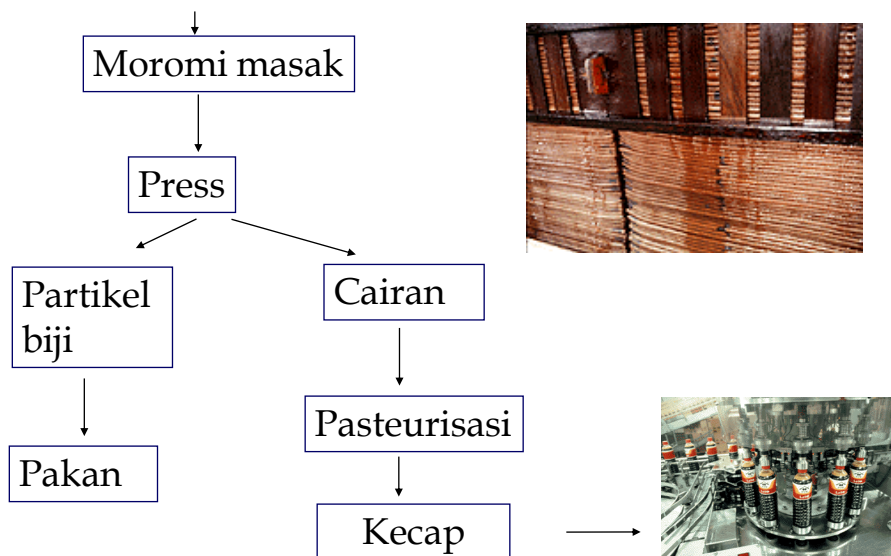 Moromi masak
Press
Partikel
biji
Cairan
Pasteurisasi
Pakan
Kecap